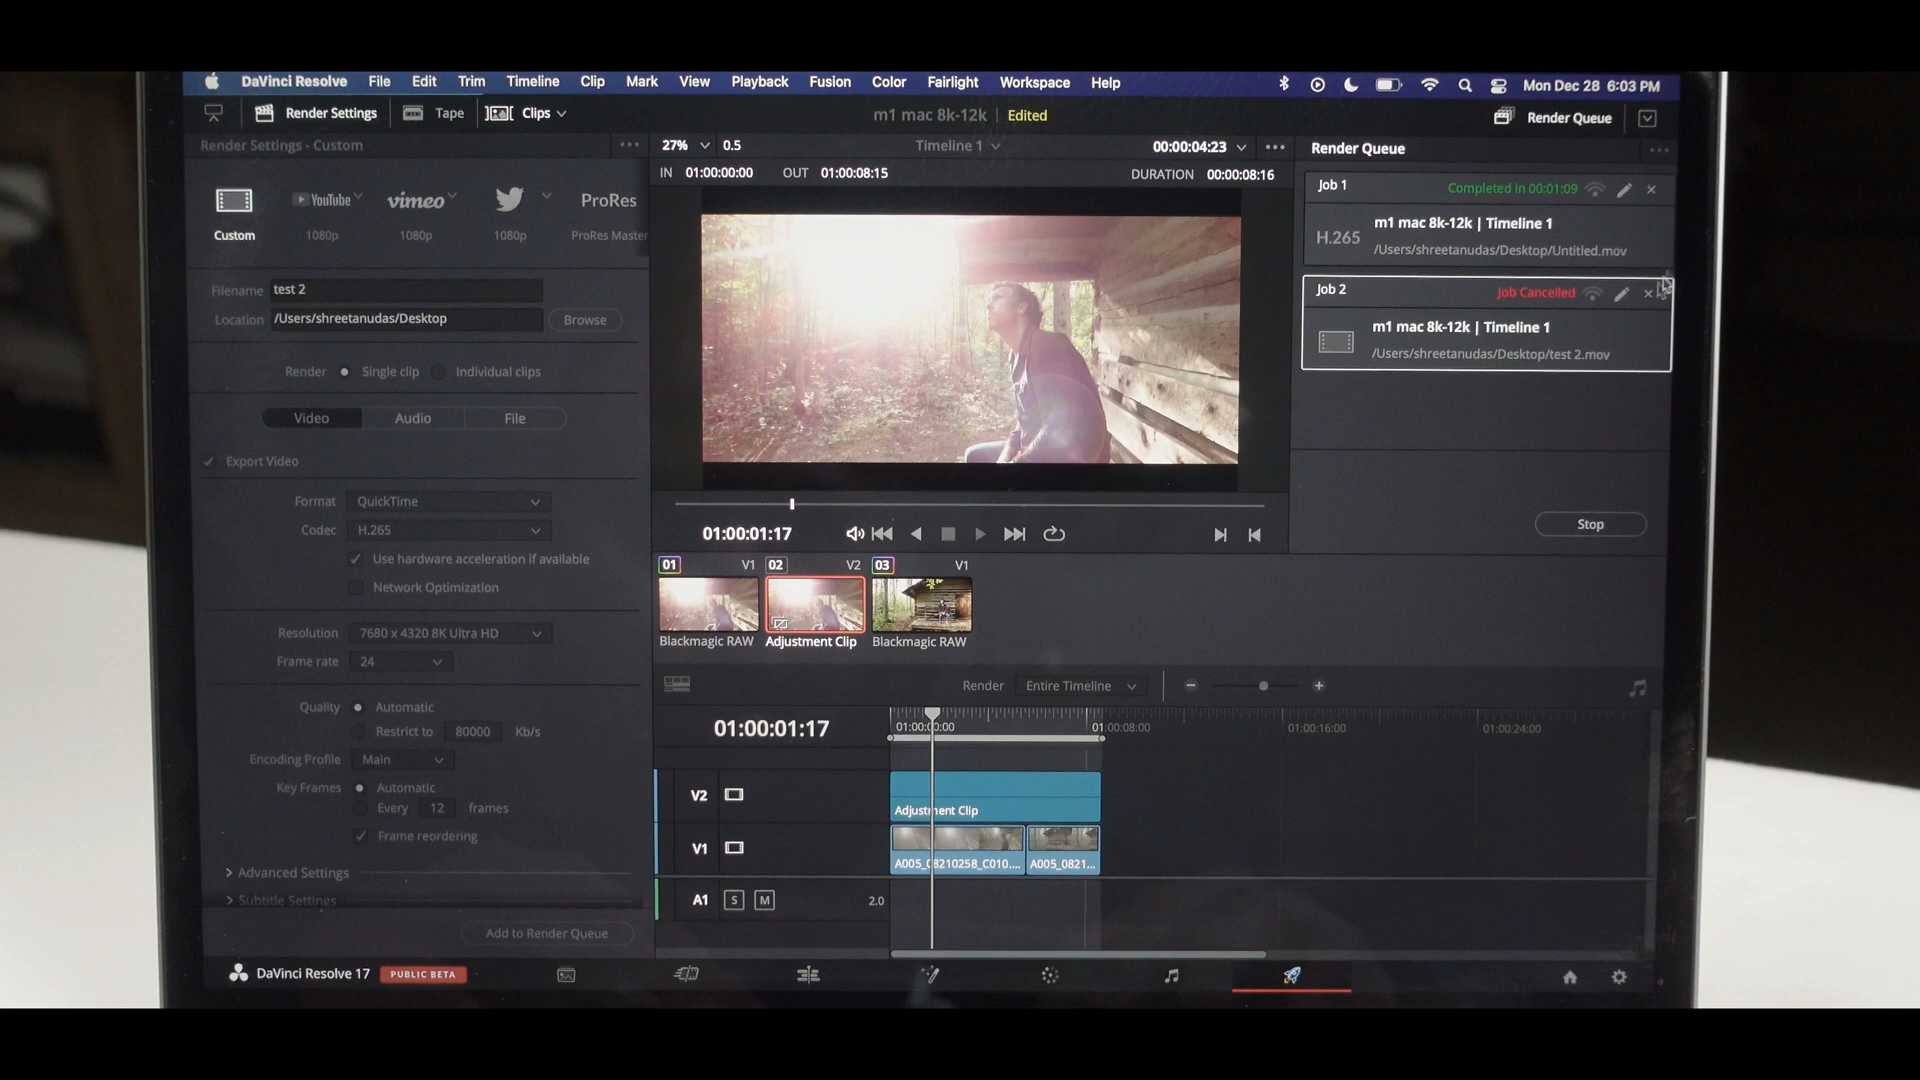 DaVinci Resolve File Edit Trim Timeline Clip Mark View Playback Fusion Color Fairlight Workspace Help Mon Dec 28 6:03 PM
Render Settings Tape Clips m1 mac 8k-12k Edited Render Queue
Render Settings - Custom
27% 0.5 Timeline 1 00:00:04:23
IN 01:00:00:00 OUT 01:00:08:15 DURATION 00:00:08:16
Custom
YouTube
1080p
vimeo
1080p
1080p
ProRes
ProRes Master
Filename test 2
Location /Users/shreetanudas/Desktop Browse
Render Single clip Individual clips
Video Audio File
Export Video
Format QuickTime
Codec H.265
Use hardware acceleration if available
Network Optimization
Resolution 7680 x 4320 8K Ultra HD
Frame rate 24
Quality Automatic
Restrict to 80000 Kb/s
Encoding Profile Main
Key Frames Automatic
Every 12 frames
Frame reordering
Advanced Settings
Subtitle Settings
Add to Render Queue
01:00:01:17
01 V1 02 V2 03 V1
Blackmagic RAW Adjustment Clip Blackmagic RAW
Render Entire Timeline
01:00:01:17
01:00:00:00 01:00:08:00 01:00:16:00 01:00:24:00
V2
Adjustment Clip
V1
A005_08210258_C010.... A005_0821...
A1 S M 2.0
Render Queue
Job 1 Completed in 00:01:09
H.265
m1 mac 8k-12k | Timeline 1
/Users/shreetanudas/Desktop/Untitled.mov
Job 2 Job Cancelled
m1 mac 8k-12k | Timeline 1
/Users/shreetanudas/Desktop/test 2.mov
Stop
DaVinci Resolve 17 PUBLIC BETA